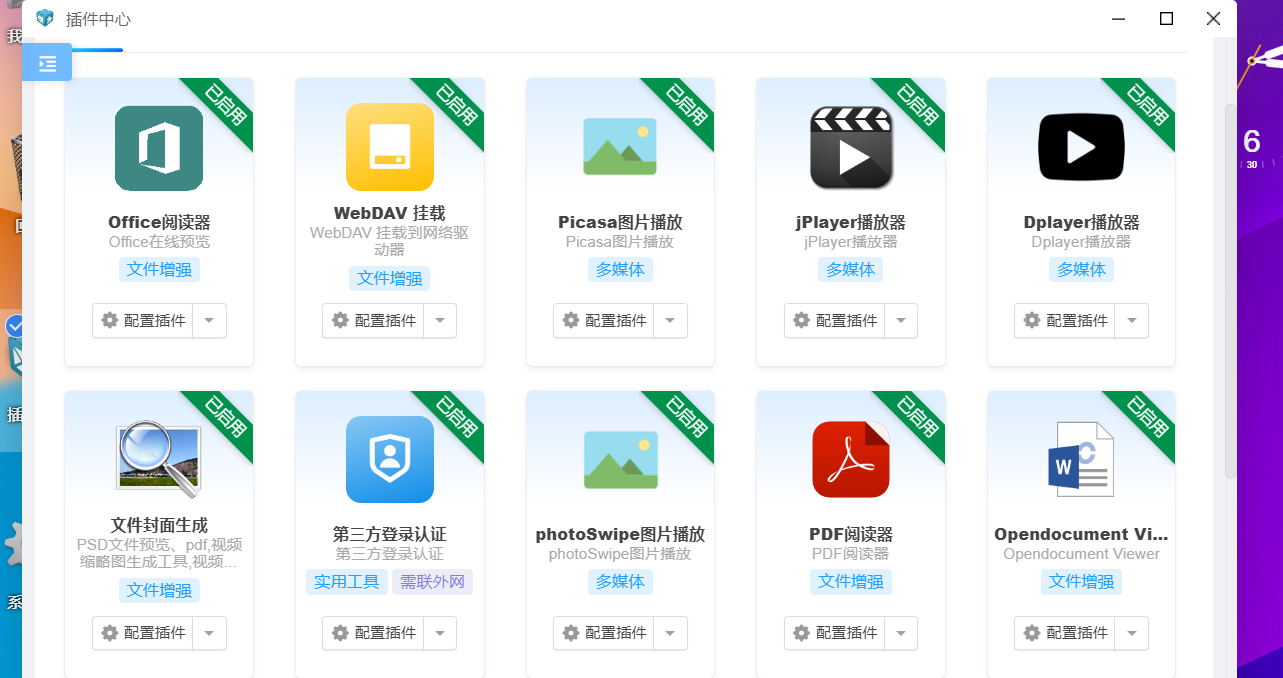 插件中心
已启用
已启用
已启用
已启用
已启用
Office阅读器
WebDAV 挂载
Picasa图片播放
jPlayer播放器
Dplayer播放器
Office在线预览
WebDAV 挂载到网络驱
动器
Picasa图片播放
jPlayer播放器
Dplayer播放器
文件增强
文件增强
多媒体
多媒体
多媒体
配置插件
配置插件
配置插件
配置插件
配置插件
6
30
已启用
已启用
已启用
已启用
已启用
W
文件封面生成
第三方登录认证
photoSwipe图片播放
PDF阅读器
Opendocument Vi...
PSD文件预览、pdf,视频
缩略图生成工具,视频...
第三方登录认证
photoSwipe图片播放
PDF阅读器
Opendocument Viewer
文件增强
实用工具 需联外网
多媒体
文件增强
文件增强
配置插件
配置插件
配置插件
配置插件
配置插件
我
插
系